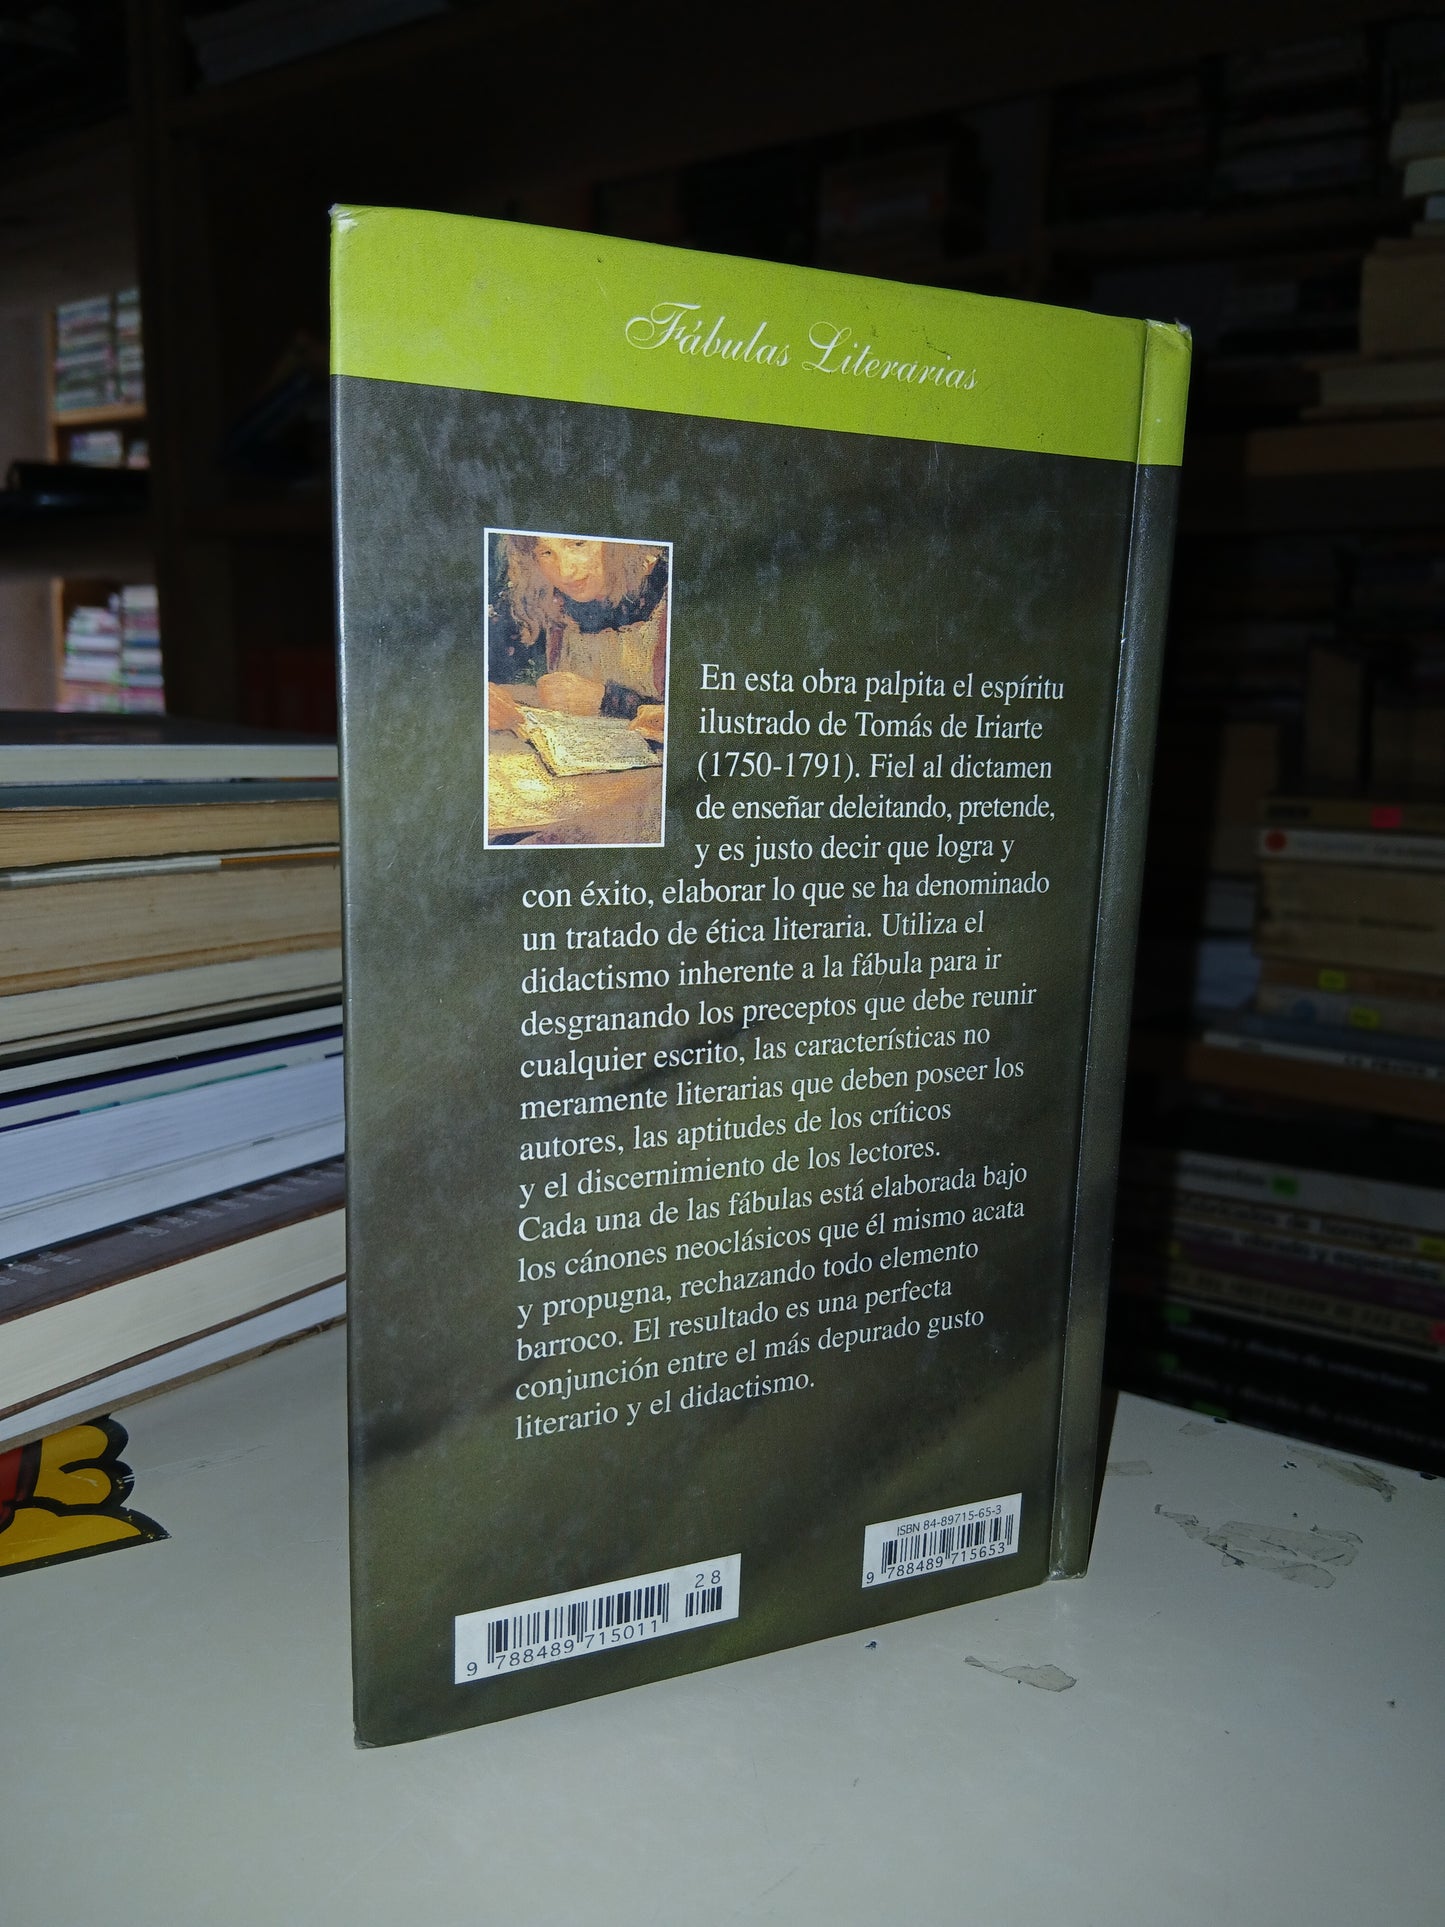 Fábulas Literarias
En esta obra palpita el espíritu
ilustrado de Tomás de Iriarte
(1750-1791). Fiel al dictamen
de enseñar deleitando, pretende,
y es justo decir que logra y
con éxito, elaborar lo que se ha denominado
un tratado de ética literaria. Utiliza el
didactismo inherente a la fábula para ir
desgranando los preceptos que debe reunir
cualquier escrito, las características no
meramente literarias que deben poseer los
autores, las aptitudes de los críticos
y el discernimiento de los lectores.
Cada una de las fábulas está elaborada bajo
los cánones neoclásicos que él mismo acata
y propugna, rechazando todo elemento
barroco. El resultado es una perfecta
conjunción entre el más depurado gusto
literario y el didactismo.
ISBN 84-89715-65-3
9 788489 715653
28
9 788489 715011